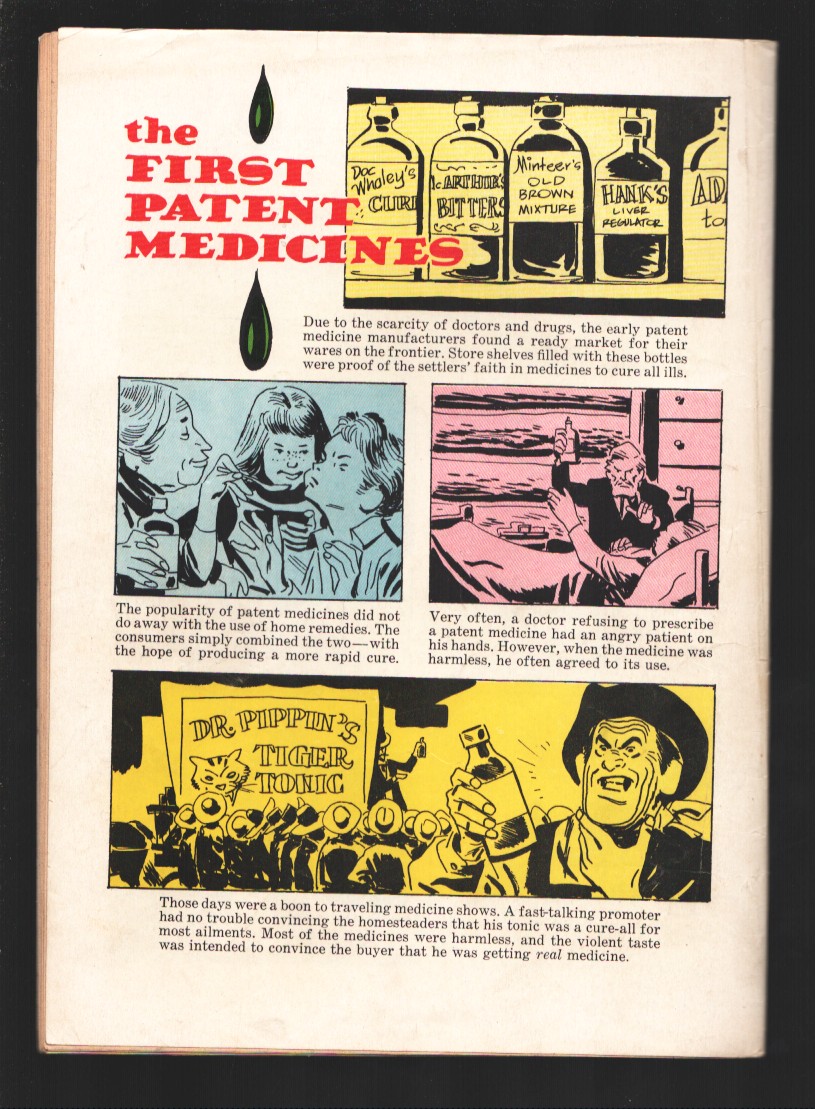 the
FIRST
PATENT
MEDICINES
Doc
Whaley's
CURE
McARTHUR'S
BITTERS
Minteer's
OLD
BROWN
MIXTURE
HANK'S
LIVER
REGULATOR
AD
to
Due to the scarcity of doctors and drugs, the early patent
medicine manufacturers found a ready market for their
wares on the frontier. Store shelves filled with these bottles
were proof of the settlers' faith in medicines to cure all ills.
The popularity of patent medicines did not
do away with the use of home remedies. The
consumers simply combined the two—with
the hope of producing a more rapid cure.
Very often, a doctor refusing to prescribe
a patent medicine had an angry patient on
his hands. However, when the medicine was
harmless, he often agreed to its use.
DR. PIPPIN'S
TIGER
TONIC
Those days were a boon to traveling medicine shows. A fast-talking promoter
had no trouble convincing the homesteaders that his tonic was a cure-all for
most ailments. Most of the medicines were harmless, and the violent taste
was intended to convince the buyer that he was getting real medicine.